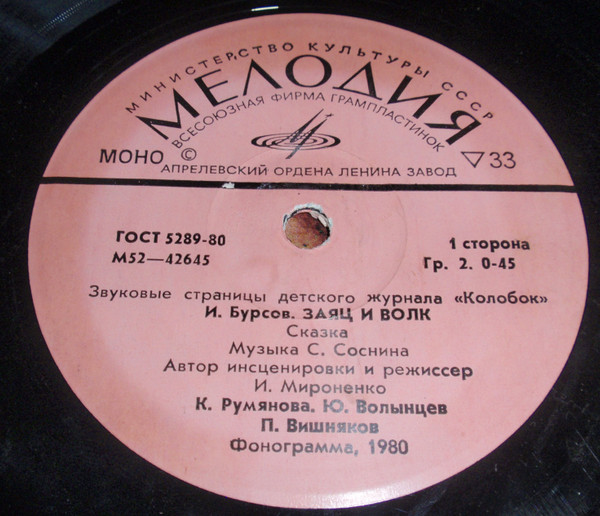 МИНИСТЕРСТВО КУЛЬТУРЫ СССР
МЕЛОДИЯ
ВСЕСОЮЗНАЯ ФИРМА ГРАМПЛАСТИНОК
МОНО © ▽33
АПРЕЛЕВСКИЙ ОРДЕНА ЛЕНИНА ЗАВОД
ГОСТ 5289-80 1 сторона
М52—42645 Гр. 2. 0-45
Звуковые страницы детского журнала «Колобок»
И. Бурсов. ЗАЯЦ И ВОЛК
Сказка
Музыка С. Соснина
Автор инсценировки и режиссер
И. Мироненко
К. Румянова. Ю. Волынцев
П. Вишняков
Фонограмма, 1980